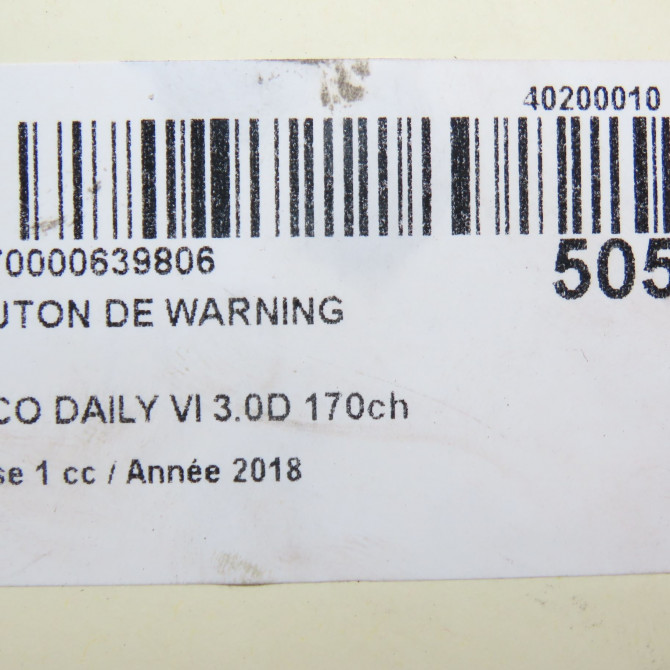 40200010
70000639806
505
UTON DE WARNING
CO DAILY VI 3.0D 170ch
se 1 cc / Année 2018